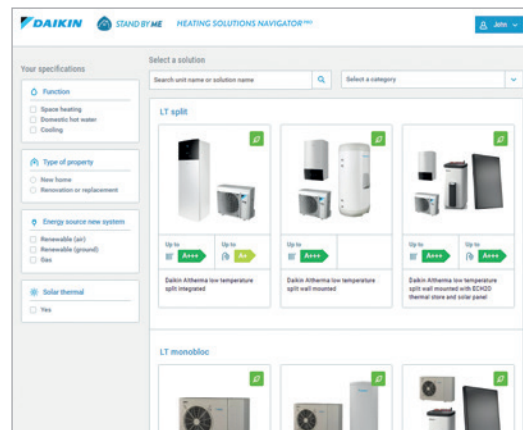 DAIKIN STAND BY ME HEATING SOLUTIONS NAVIGATOR PRO John
Your specifications
Function
Space heating
Domestic hot water
Cooling
Type of property
New home
Renovation or replacement
Energy source new system
Renewable (air)
Renewable (ground)
Gas
Solar thermal
Yes
Select a solution
Search unit name or solution name
Select a category
LT split
Up to A+++ Up to A+
Daikin Altherma low temperature
split integrated
Up to A+++
Daikin Altherma low temperature
split wall mounted
Up to A+++ Up to A+++
Daikin Altherma low temperature
split wall mounted with ECH2O
thermal store and solar panel
LT monobloc